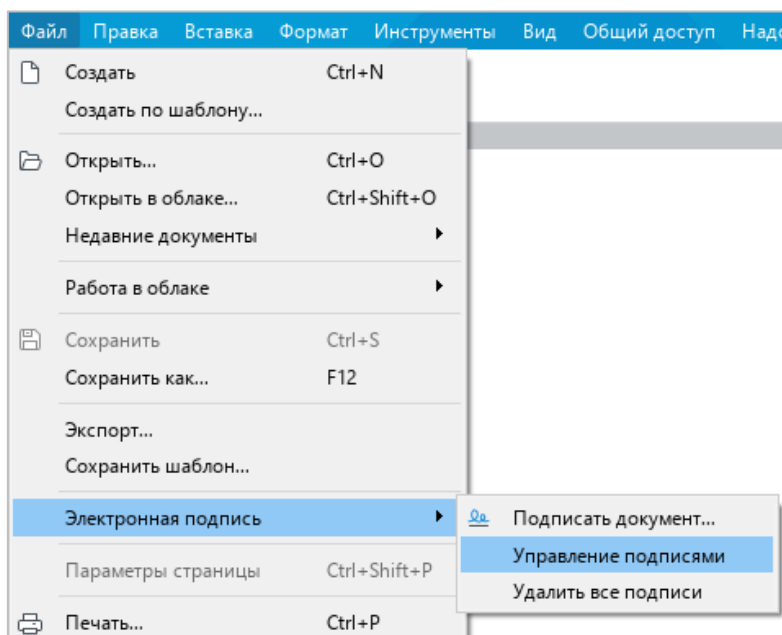 Файл Правка Вставка Формат Инструменты Вид Общий доступ
Создать Ctrl+N
Создать по шаблону...
Открыть... Ctrl+O
Открыть в облаке... Ctrl+Shift+O
Недавние документы
Работа в облаке
Сохранить Ctrl+S
Сохранить как... F12
Экспорт...
Сохранить шаблон...
Электронная подпись
Подписать документ...
Управление подписями
Удалить все подписи
Параметры страницы Ctrl+Shift+P
Печать... Ctrl+P